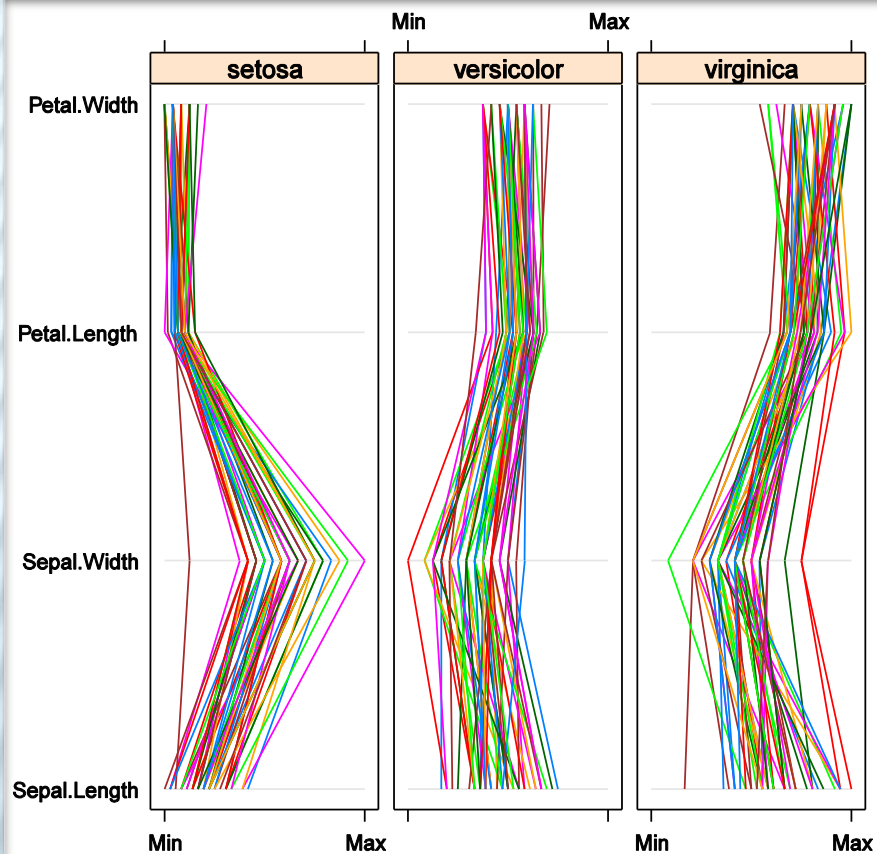 Min Max
setosa versicolor virginica
Petal.Width
Petal.Length
Sepal.Width
Sepal.Length
Min Max Min Max